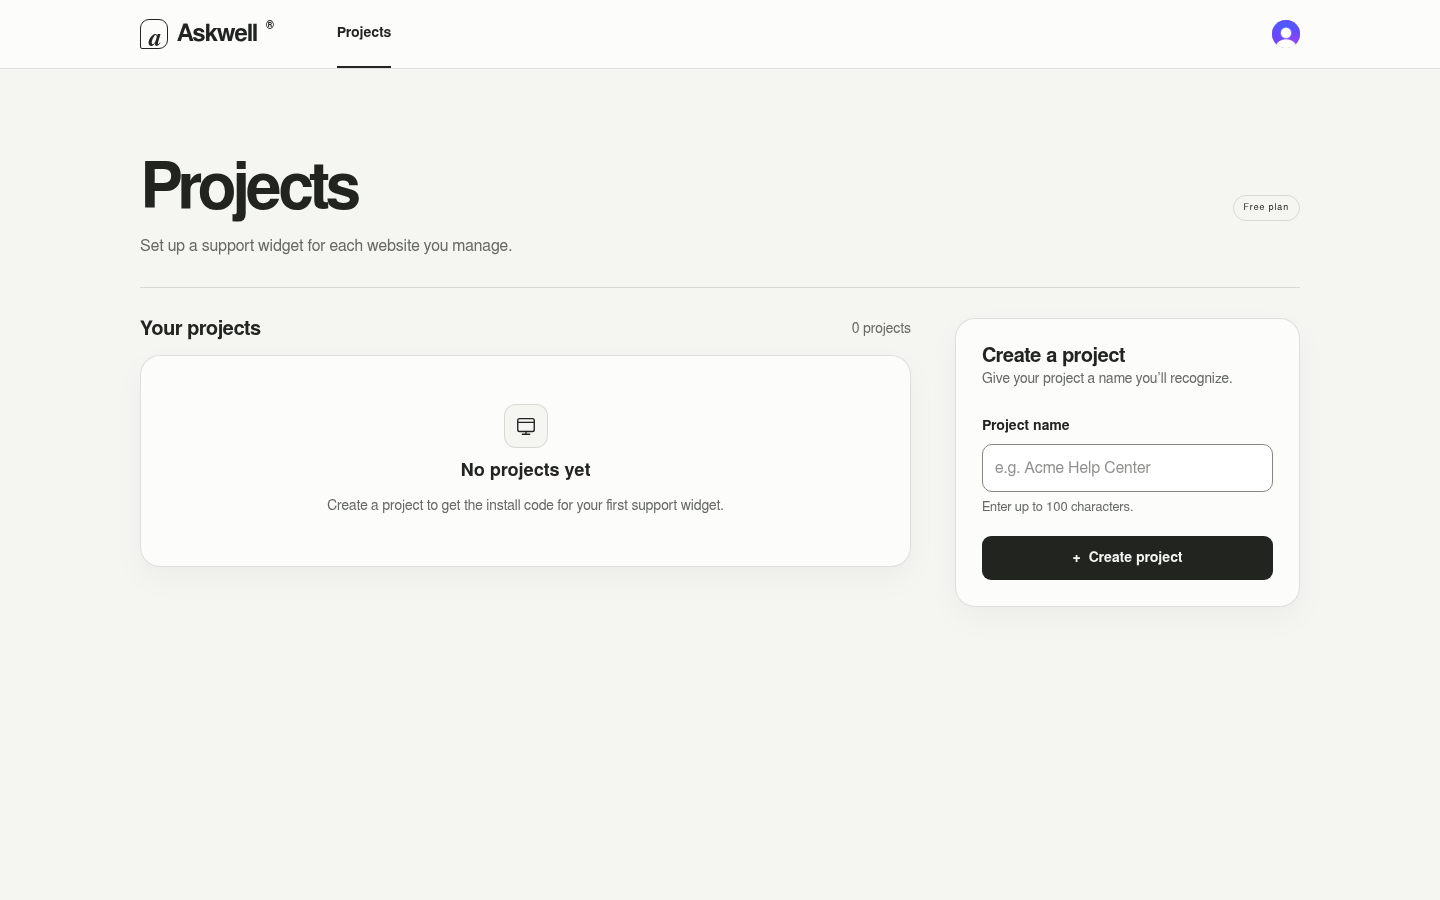 a Askwell ®
Projects
Projects
Free plan
Set up a support widget for each website you manage.
Your projects
0 projects
No projects yet
Create a project to get the install code for your first support widget.
Create a project
Give your project a name you’ll recognize.
Project name
e.g. Acme Help Center
Enter up to 100 characters.
+ Create project